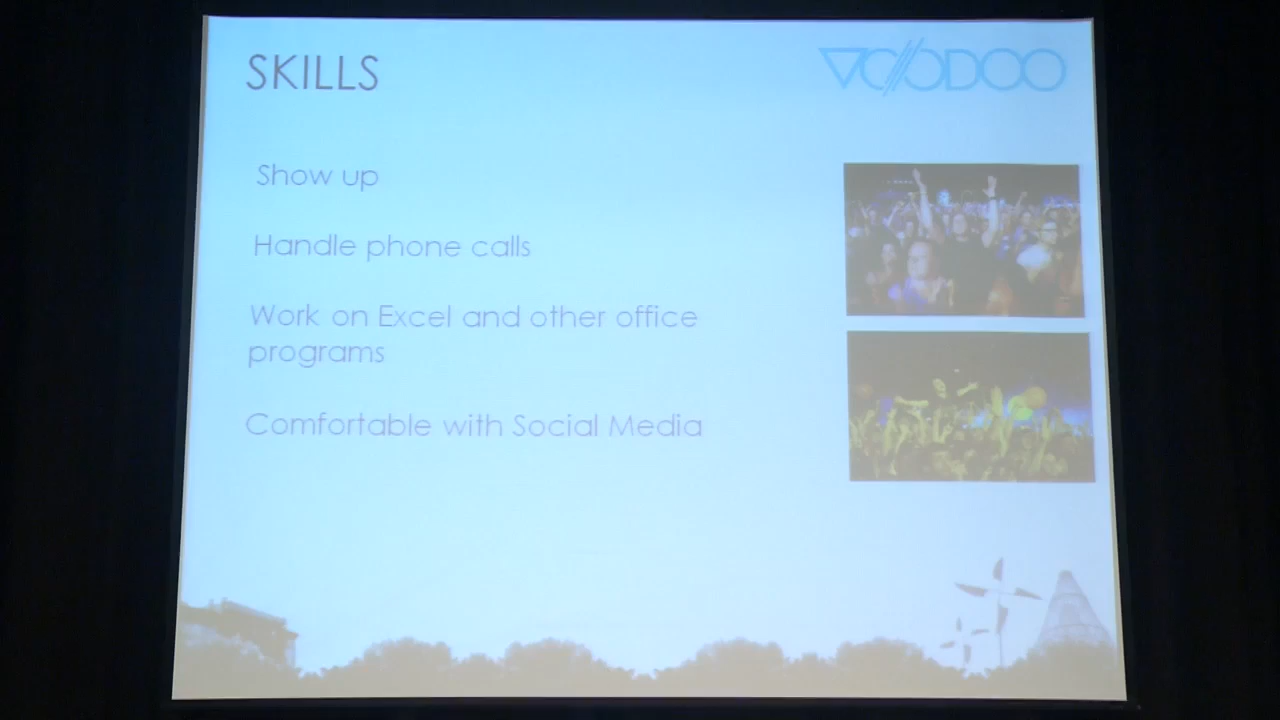 SKILLS
VOODOO
Show up
Handle phone calls
Work on Excel and other office
programs
Comfortable with Social Media